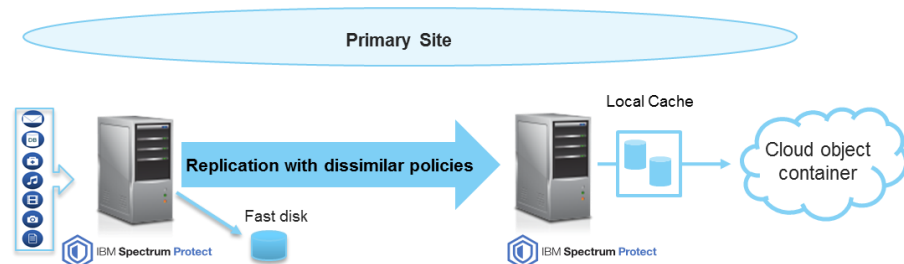 Primary Site
Local Cache
DB
Replication with dissimilar policies
Cloud object
container
Fast disk
IBM Spectrum Protect
IBM Spectrum Protect